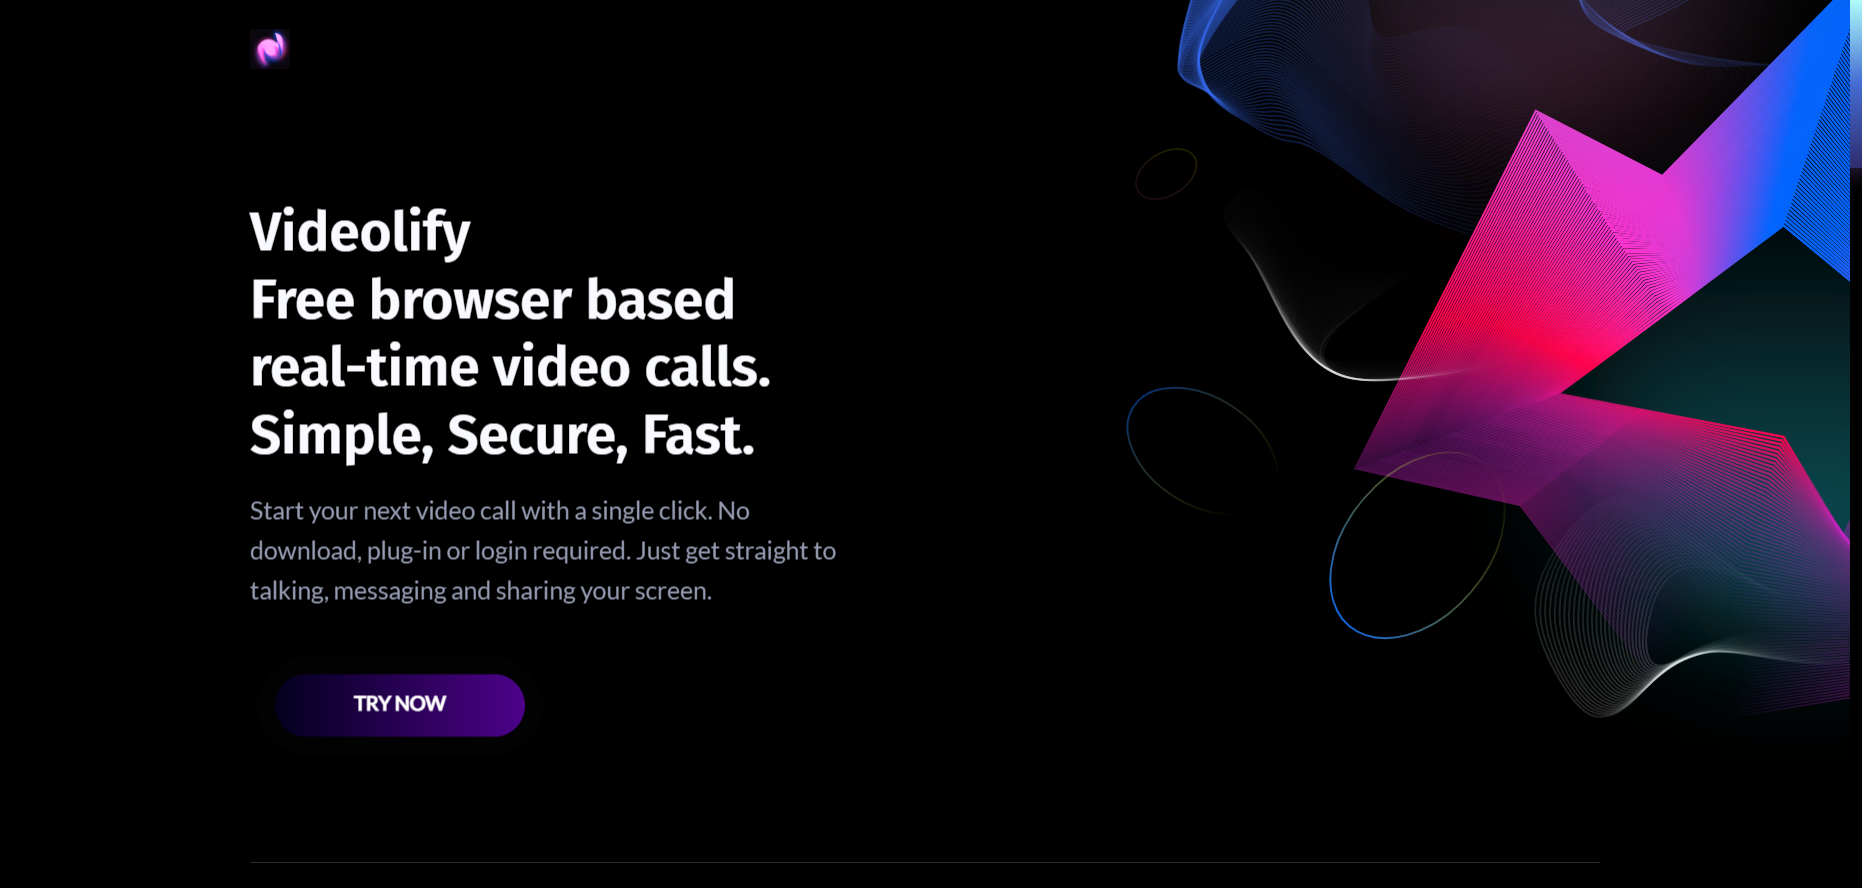 Videolify
Free browser based
real-time video calls.
Simple, Secure, Fast.
Start your next video call with a single click. No
download, plug-in or login required. Just get straight to
talking, messaging and sharing your screen.
TRY NOW